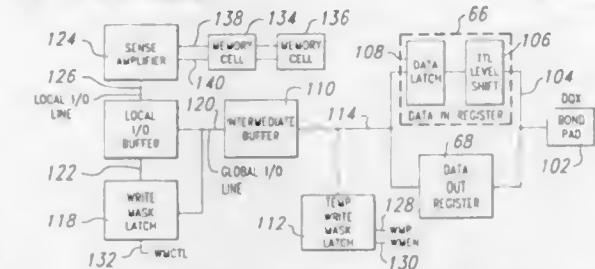 138
134
136
66
124
SENSE
AMPLIFIER
MEMORY
CELL
MEMORY
CELL
108
106
DATA
LATCH
TTL
LEVEL
SHIFT
104
126
140
LOCAL I/O
LINE
120
110
114
DATA IN REGISTER
DQX
BOND
PAD
102
LOCAL
I/O
BUFFER
INTERMEDIATE
BUFFER
122
GLOBAL I/O
LINE
68
DATA
OUT
REGISTER
118
WRITE
MASK
LATCH
112
TEMP
WRITE
MASK
LATCH
128
WMP
WMEN
130
132
WMCTL